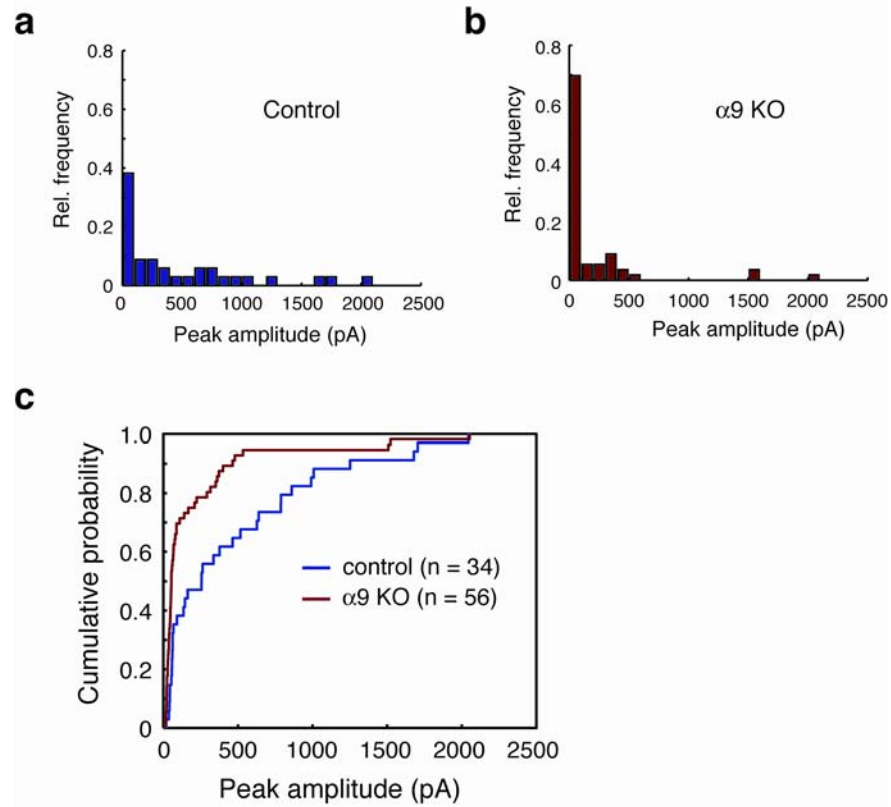 a
0.8
0.6
0.4
0.2
0
Rel. frequency
Control
0 500 1000 1500 2000 2500
Peak amplitude (pA)
b
0.8
0.6
0.4
0.2
0
Rel. frequency
α9 KO
0 500 1000 1500 2000 2500
Peak amplitude (pA)
c
1.0
0.8
0.6
0.4
0.2
0
Cumulative probability
control (n = 34)
α9 KO (n = 56)
0 500 1000 1500 2000 2500
Peak amplitude (pA)